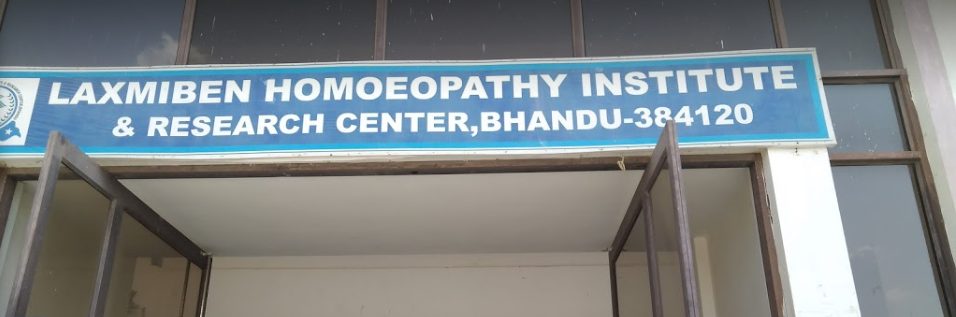 LAXMIBEN HOMOEOPATHY INSTITUTE
& RESEARCH CENTER,BHANDU-384120